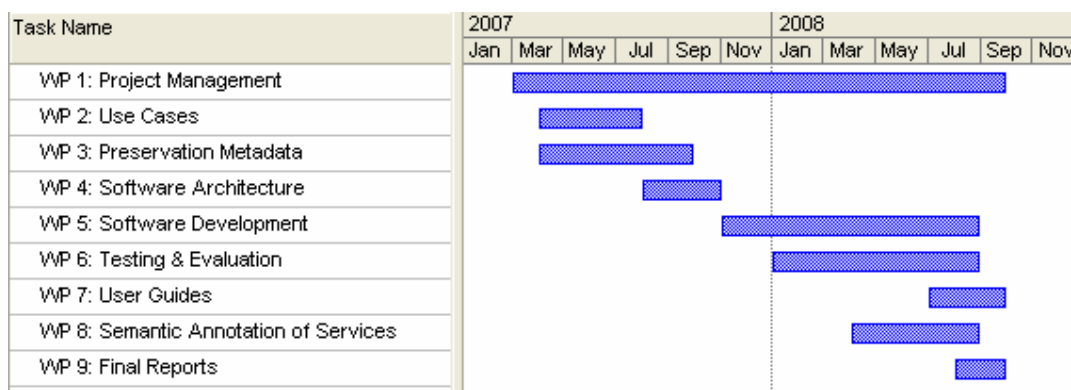 Task Name
2007 2008
Jan Mar May Jul Sep Nov Jan Mar May Jul Sep Nov
WP 1: Project Management
WP 2: Use Cases
WP 3: Preservation Metadata
WP 4: Software Architecture
WP 5: Software Development
WP 6: Testing & Evaluation
WP 7: User Guides
WP 8: Semantic Annotation of Services
WP 9: Final Reports